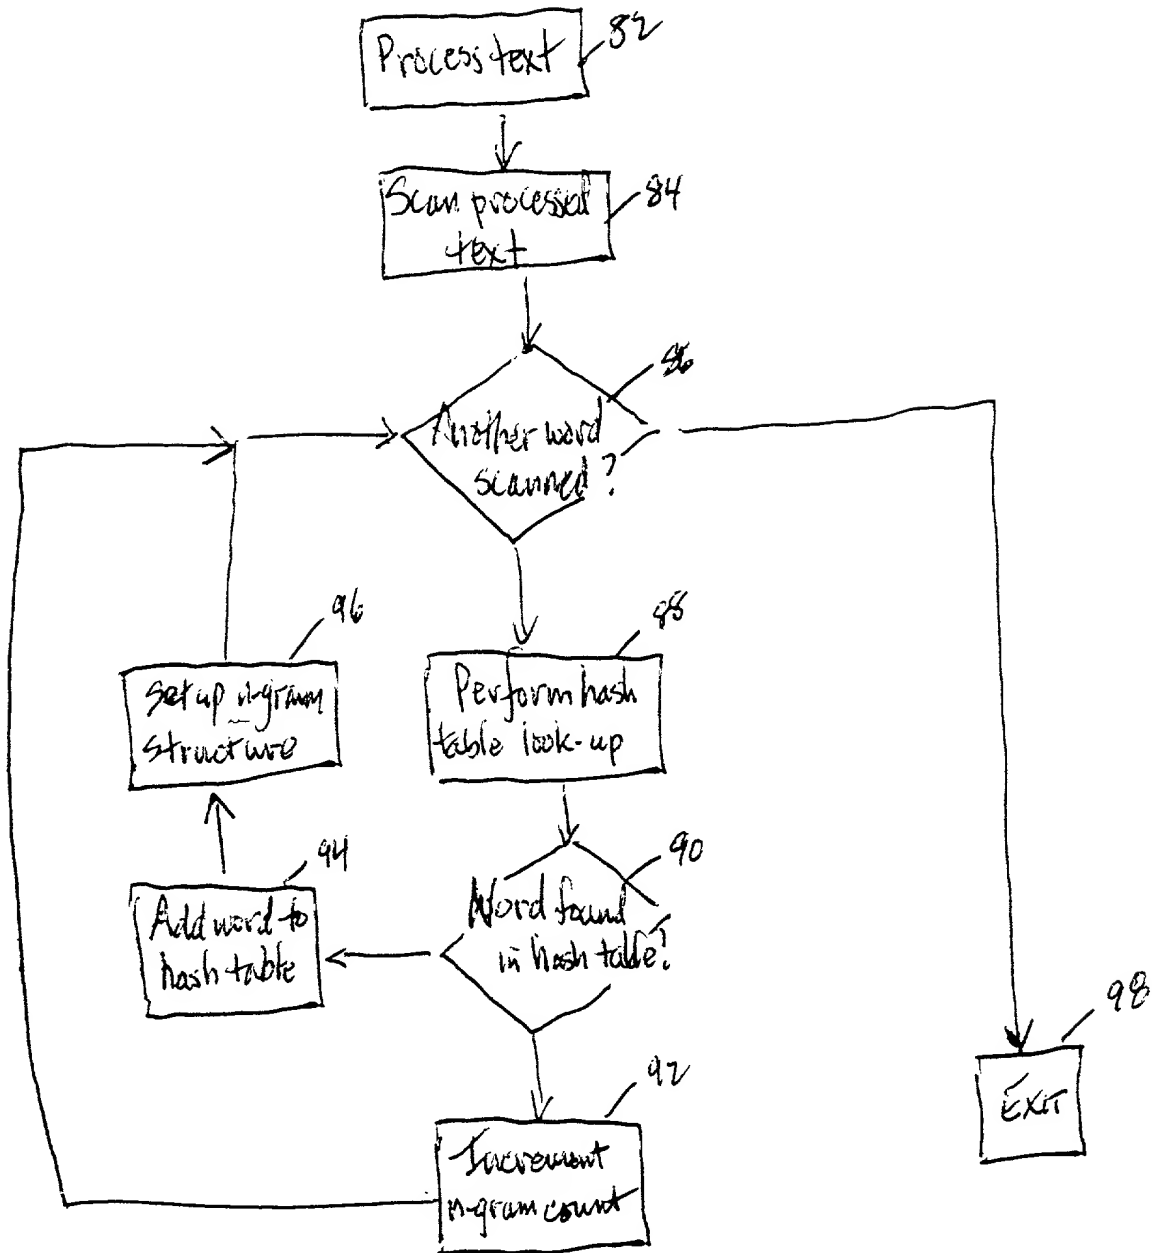 Process text
82
Scan processed
text
84
86
Another word
scanned?
96
88
set up n-gram
structure
Perform hash
table look-up
94
90
Add word to
hash table
Word found
in hash table?
98
92
EXIT
Increment
n-gram count